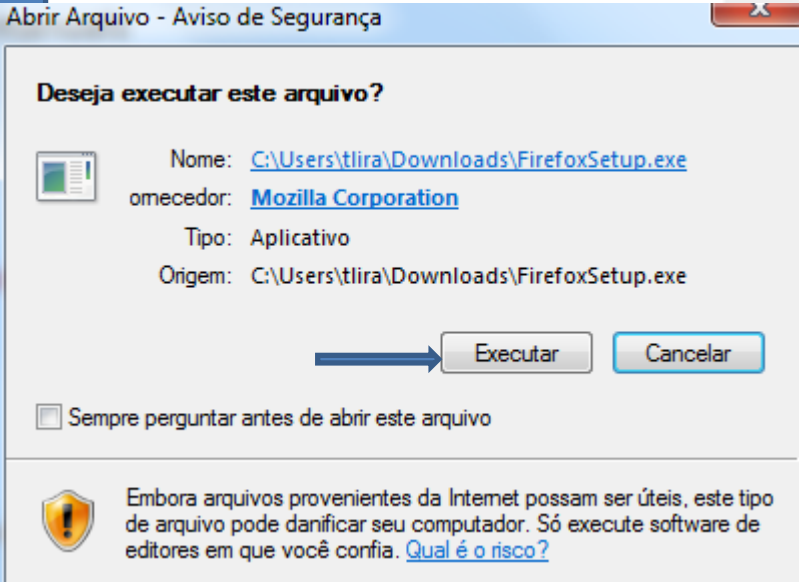 Abrir Arquivo - Aviso de Segurança
Deseja executar este arquivo?
Nome: C:\Users\tlira\Downloads\FirefoxSetup.exe
ornecedor: Mozilla Corporation
Tipo: Aplicativo
Origem: C:\Users\tlira\Downloads\FirefoxSetup.exe
Executar Cancelar
Sempre perguntar antes de abrir este arquivo
Embora arquivos provenientes da Internet possam ser úteis, este tipo
de arquivo pode danificar seu computador. Só execute software de
editores em que você confia. Qual é o risco?